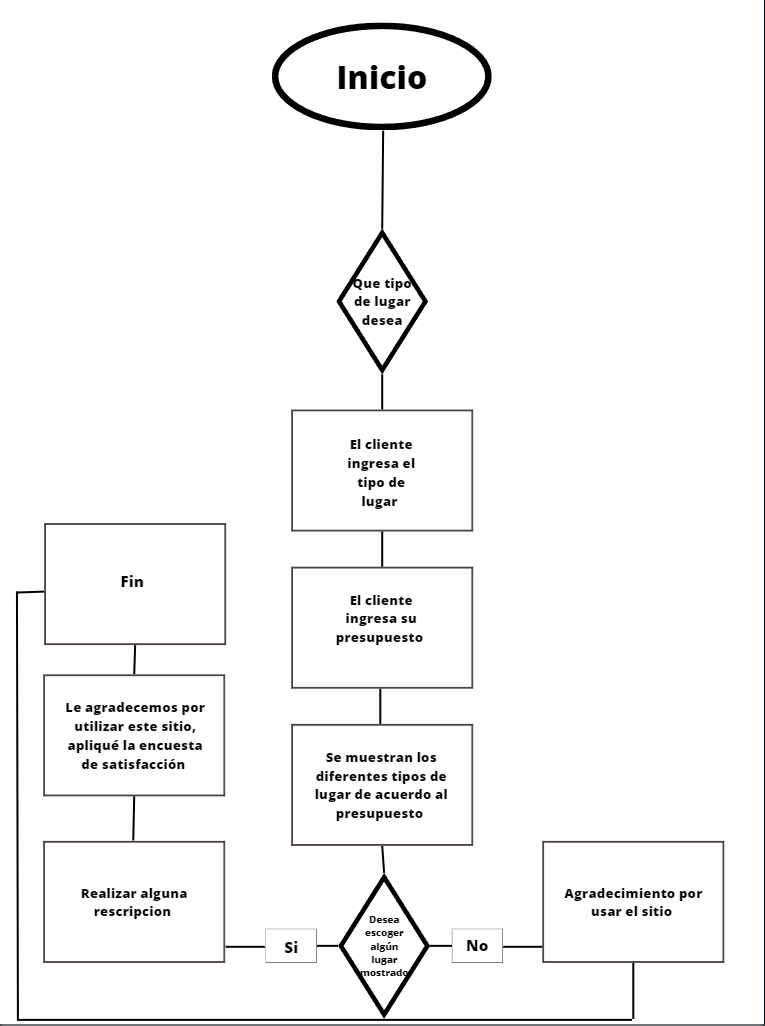 Inicio
Que tipo
de lugar
desea
El cliente
ingresa el
tipo de
lugar
El cliente
ingresa su
presupuesto
Se muestran los
diferentes tipos de
lugar de acuerdo al
presupuesto
Desea
escoger
algún
lugar
mostrado
Si
No
Realizar alguna
rescripcion
Le agradecemos por
utilizar este sitio,
apliqué la encuesta
de satisfacción
Fin
Agradecimiento por
usar el sitio